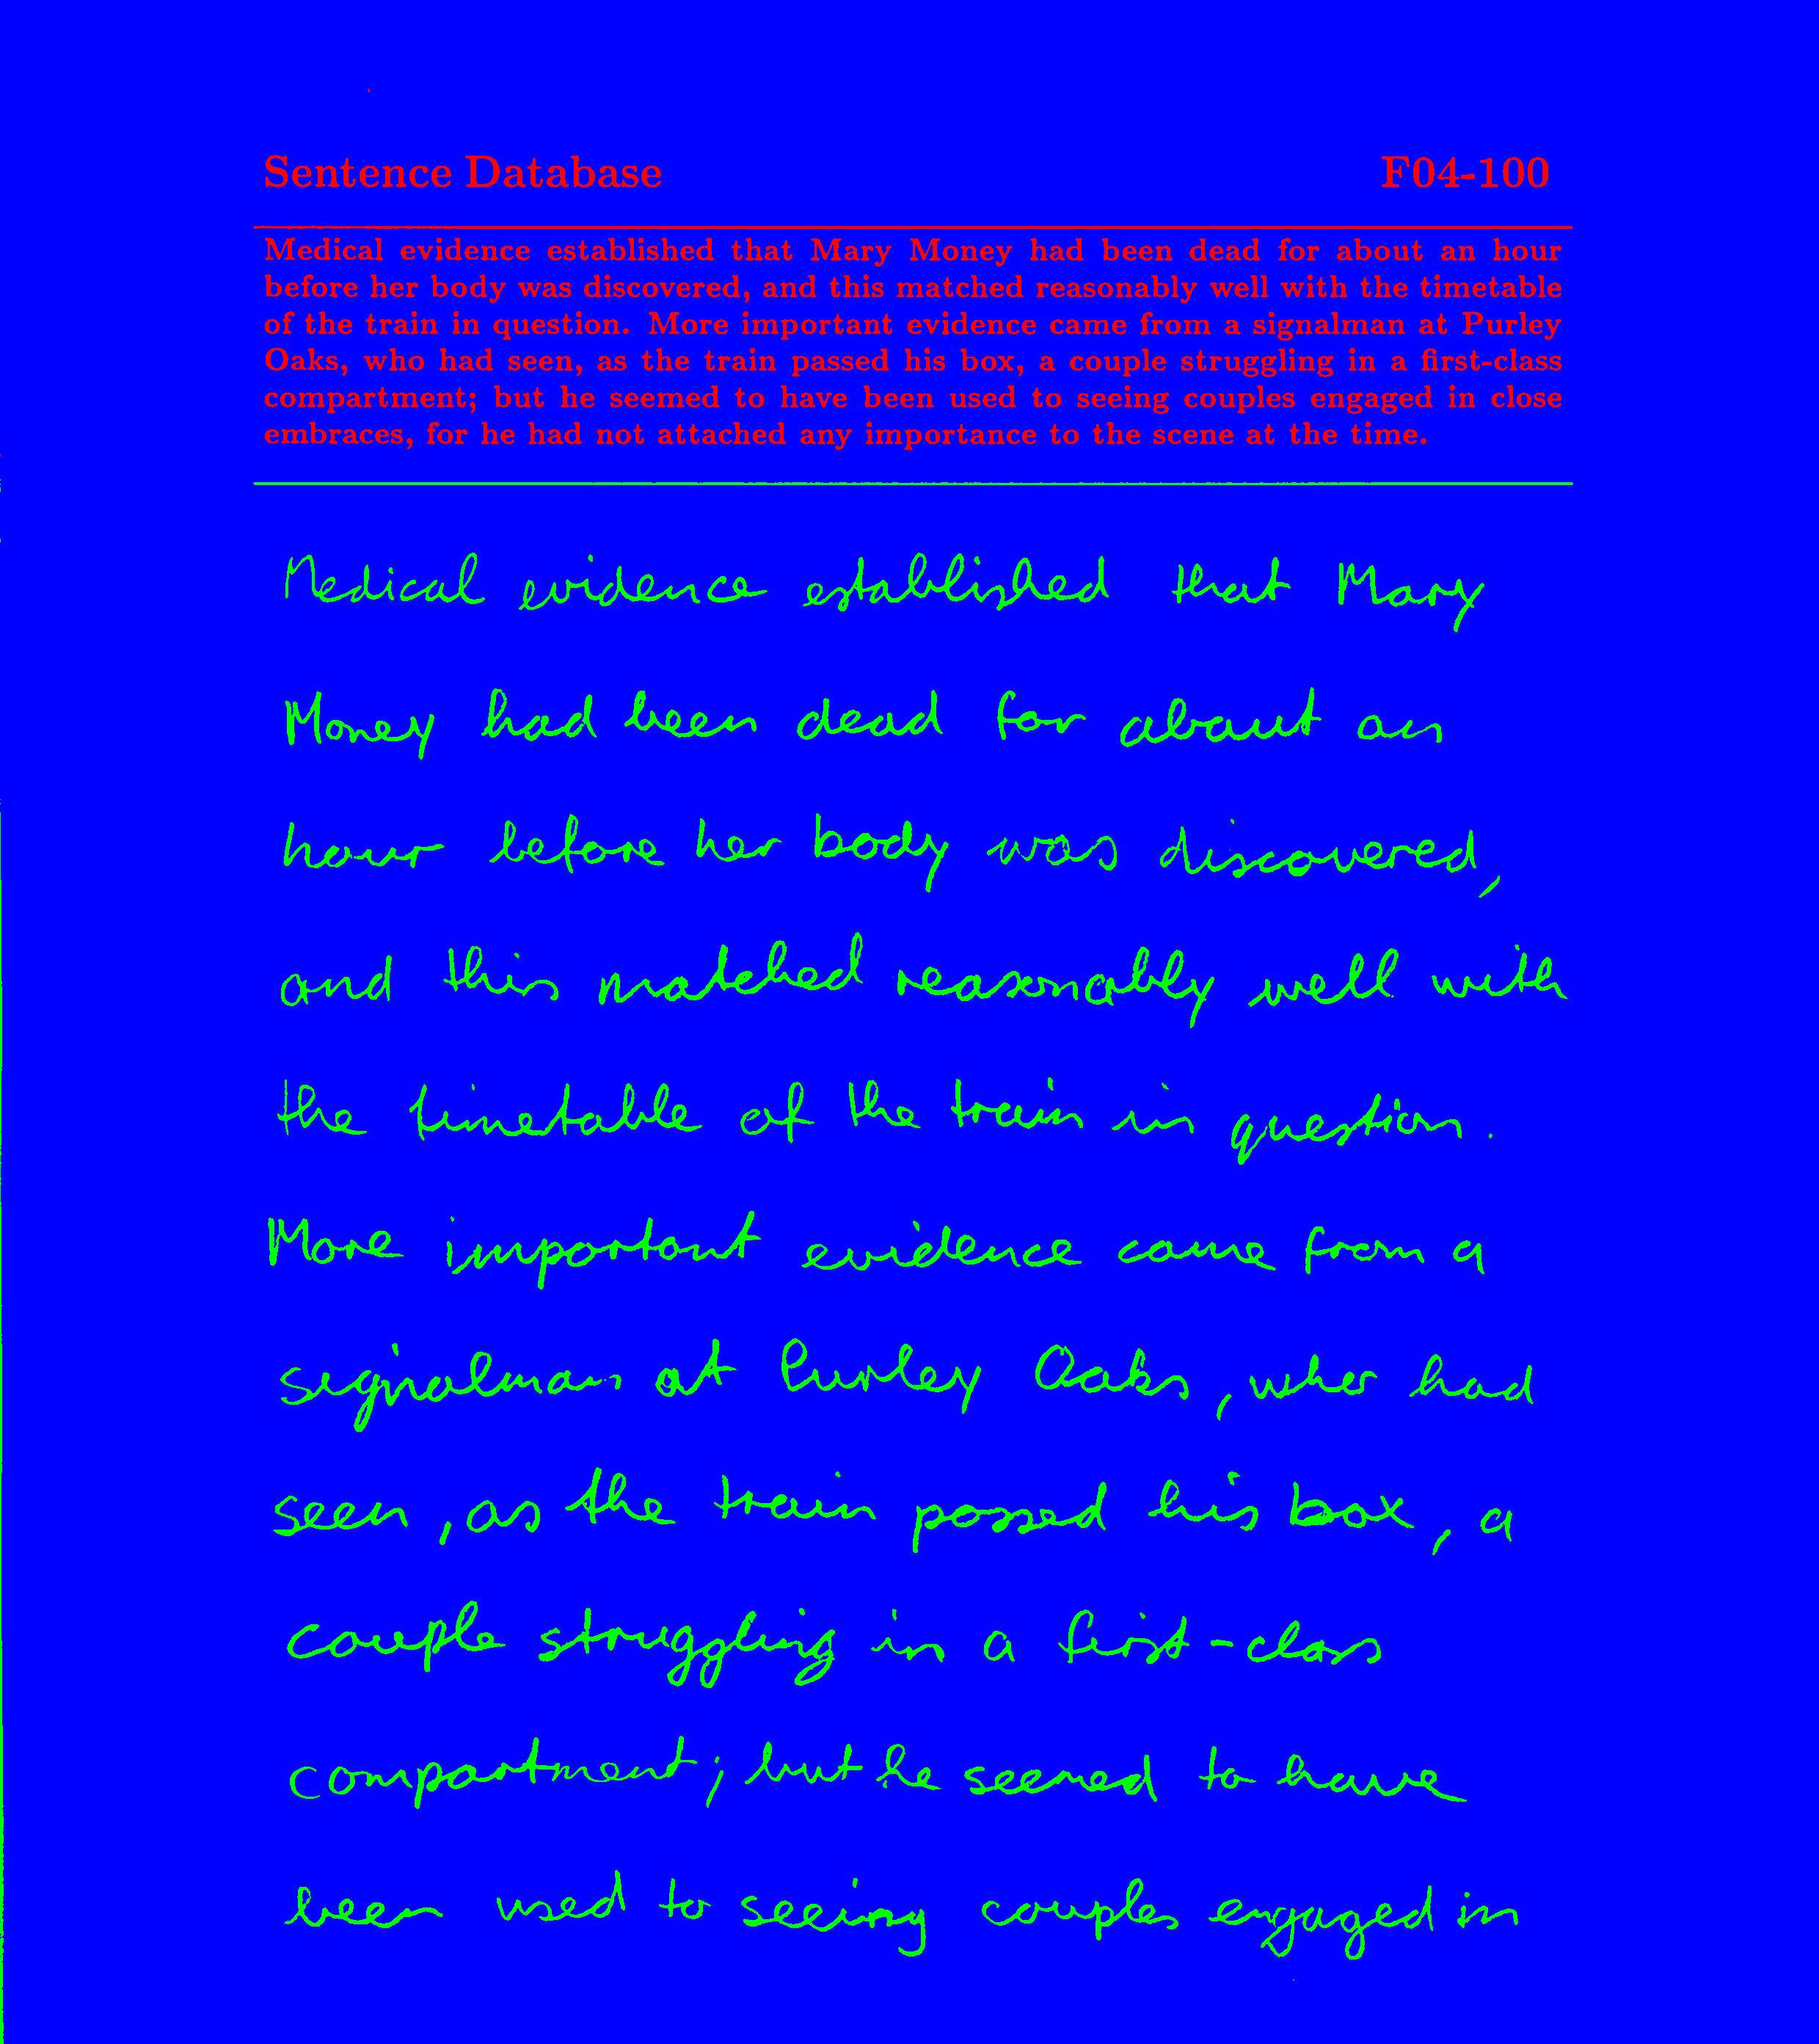 Sentence Database F04-100
Medical evidence established that Mary Money had been dead for about an hour
before her body was discovered, and this matched reasonably well with the timetable
of the train in question. More important evidence came from a signalman at Purley
Oaks, who had seen, as the train passed his box, a couple struggling in a first-class
compartment; but he seemed to have been used to seeing couples engaged in close
embraces, for he had not attached any importance to the scene at the time.
Medical evidence established that Mary
Money had been dead for about an
hour before her body was discovered,
and this matched reasonably well with
the timetable of the train in question.
More important evidence came from a
signalman at Purley Oaks, who had
seen, as the train passed his box, a
couple struggling in a first-class
compartment; but he seemed to have
been used to seeing couples engaged in